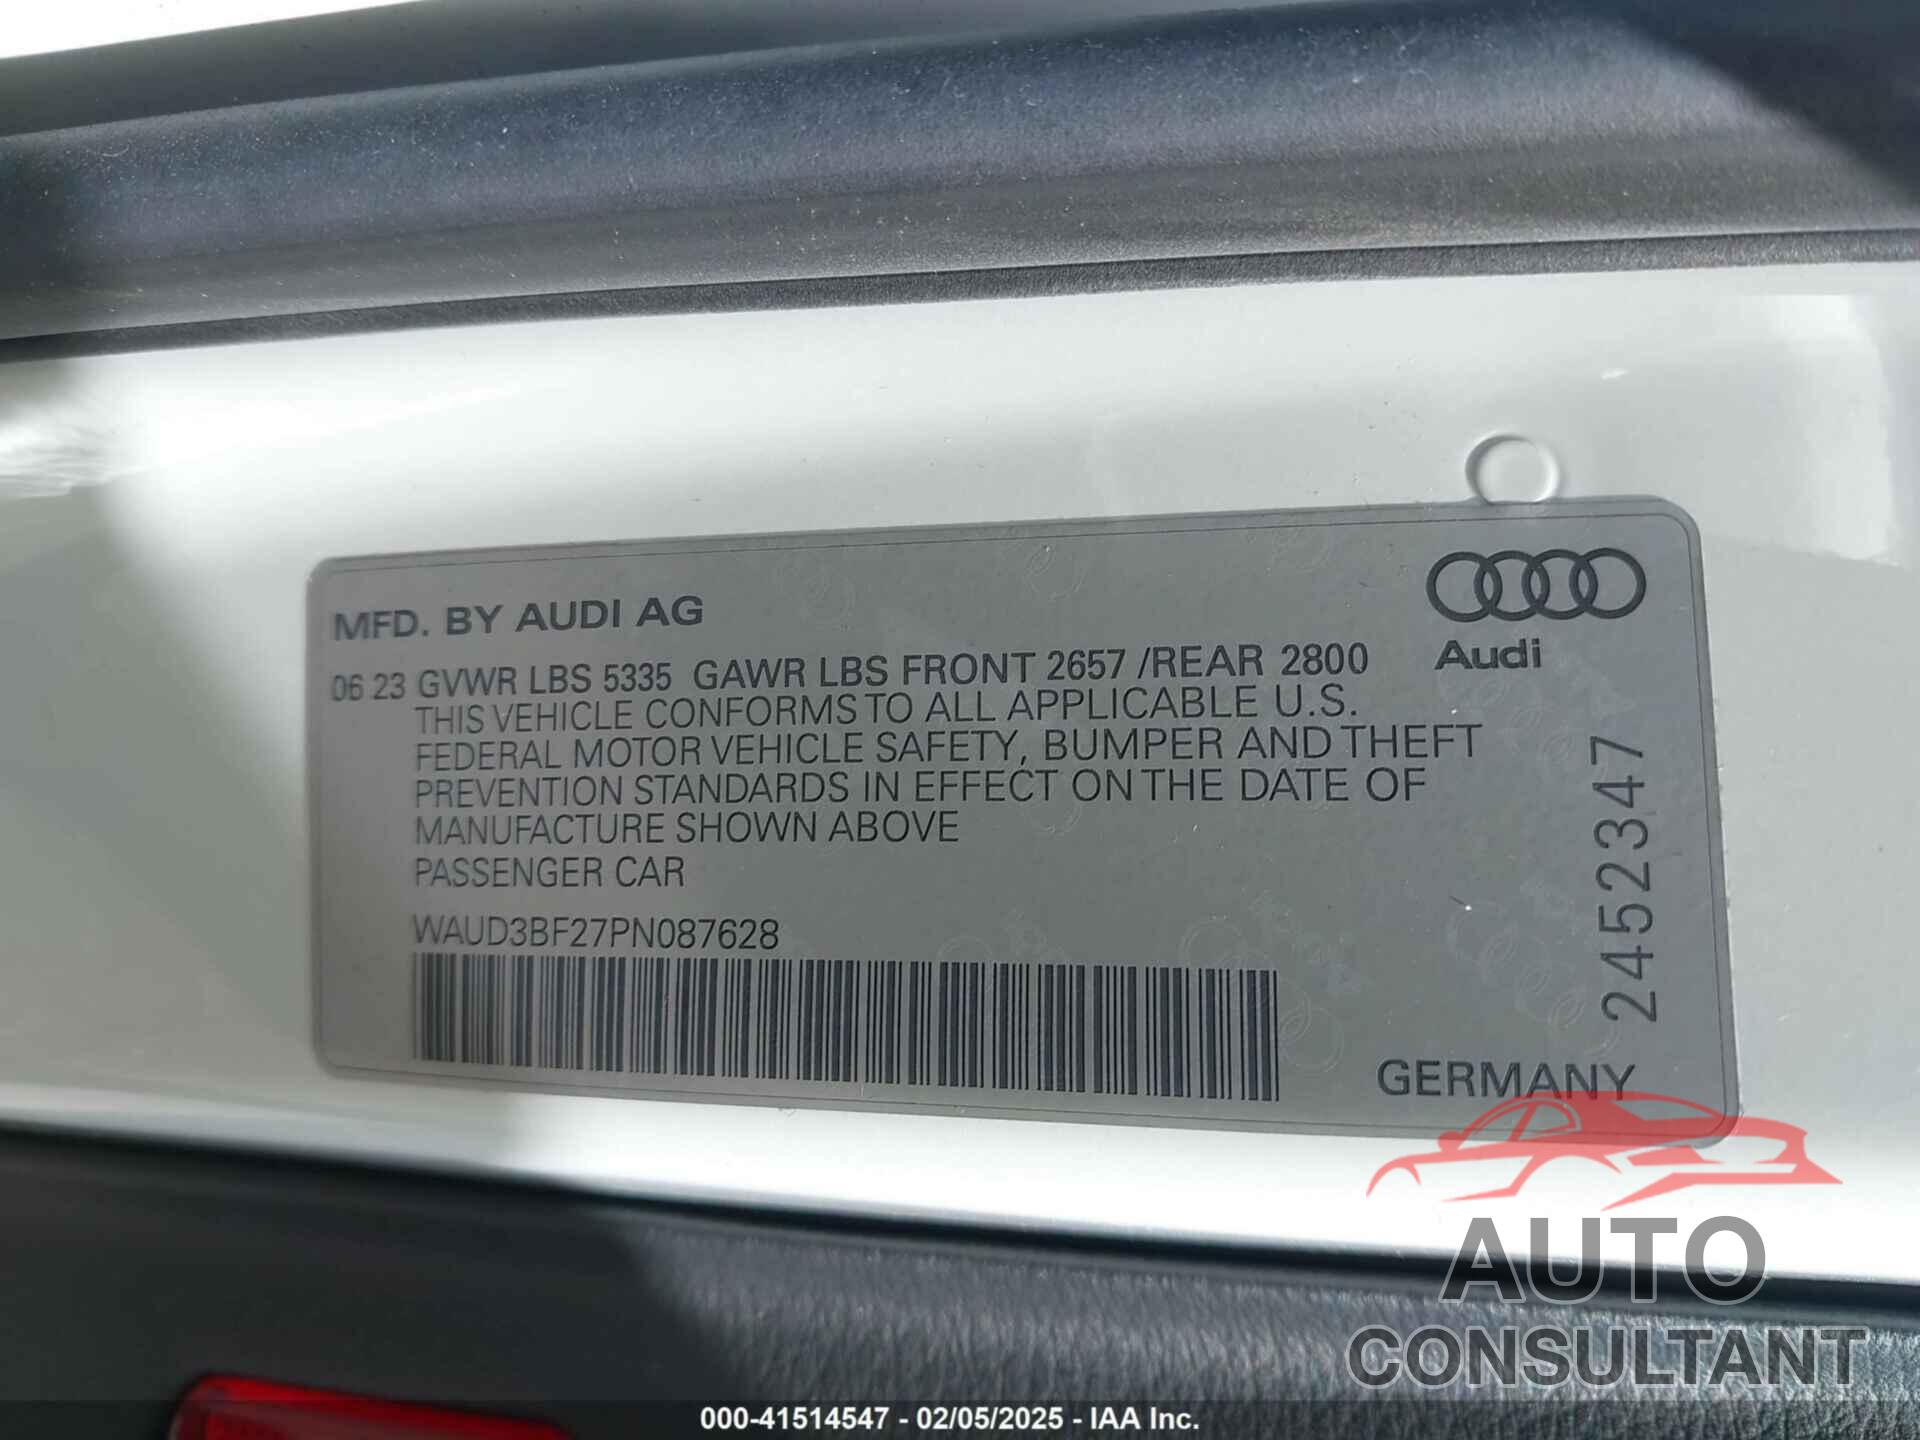 MFD. BY AUDI AG
Audi
06 23 GVWR LBS 5335 GAWR LBS FRONT 2657 /REAR 2800
THIS VEHICLE CONFORMS TO ALL APPLICABLE U.S.
FEDERAL MOTOR VEHICLE SAFETY, BUMPER AND THEFT
PREVENTION STANDARDS IN EFFECT ON THE DATE OF
MANUFACTURE SHOWN ABOVE
PASSENGER CAR
WAUD3BF27PN087628
2452347
GERMANY
AUTO
CONSULTANT
000-41514547 - 02/05/2025 - IAA Inc.